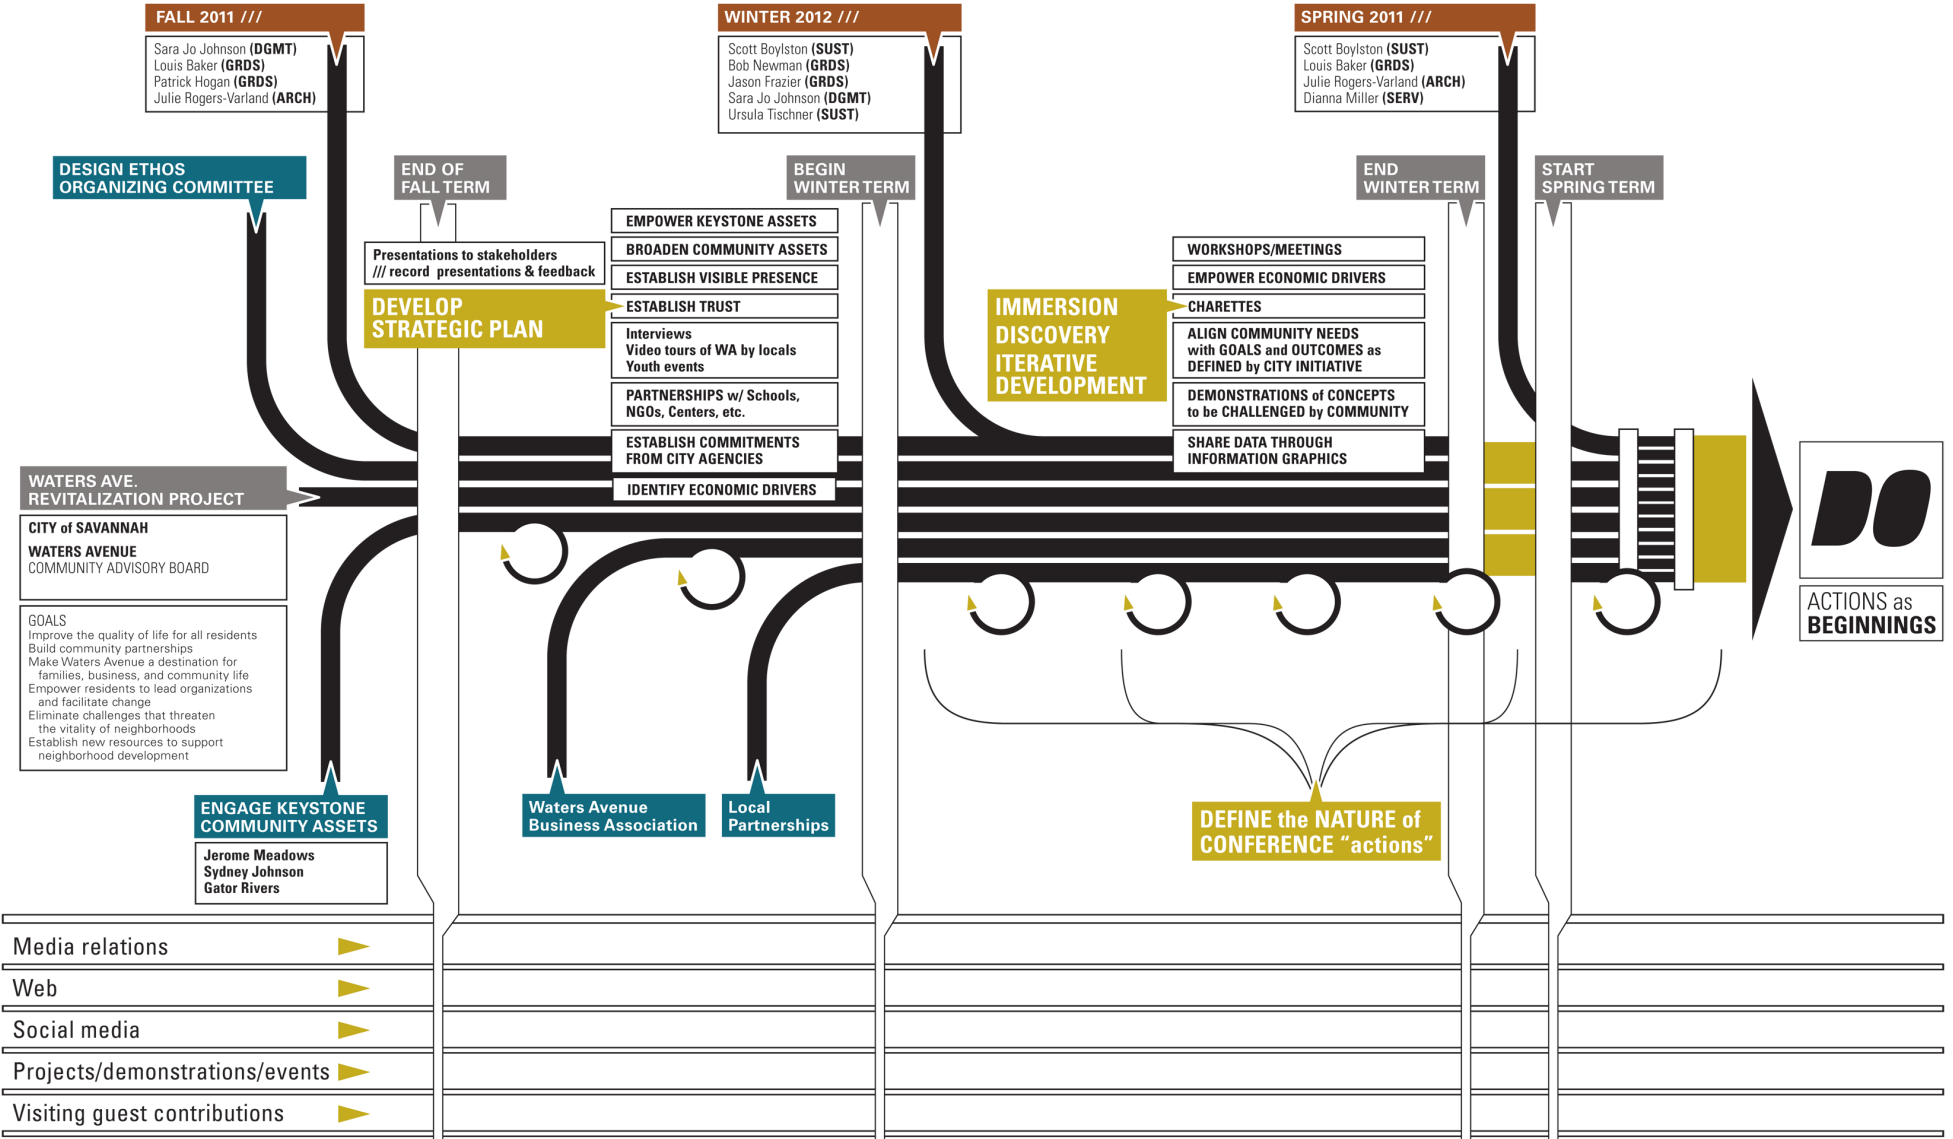 FALL 2011 ///
Sara Jo Johnson (DGMT)
Louis Baker (GRDS)
Patrick Hogan (GRDS)
Julie Rogers-Varland (ARCH)
WINTER 2012 ///
Scott Boylston (SUST)
Bob Newman (GRDS)
Jason Frazier (GRDS)
Sara Jo Johnson (DGMT)
Ursula Tischner (SUST)
SPRING 2011 ///
Scott Boylston (SUST)
Louis Baker (GRDS)
Julie Rogers-Varland (ARCH)
Dianna Miller (SERV)
DESIGN ETHOS
ORGANIZING COMMITTEE
END OF
FALL TERM
BEGIN
WINTER TERM
END
WINTER TERM
START
SPRING TERM
Presentations to stakeholders
/// record presentations & feedback
DEVELOP
STRATEGIC PLAN
EMPOWER KEYSTONE ASSETS
BROADEN COMMUNITY ASSETS
ESTABLISH VISIBLE PRESENCE
ESTABLISH TRUST
Interviews
Video tours of WA by locals
Youth events
PARTNERSHIPS w/ Schools,
NGOs, Centers, etc.
ESTABLISH COMMITMENTS
FROM CITY AGENCIES
IDENTIFY ECONOMIC DRIVERS
IMMERSION
DISCOVERY
ITERATIVE
DEVELOPMENT
WORKSHOPS/MEETINGS
EMPOWER ECONOMIC DRIVERS
CHARETTES
ALIGN COMMUNITY NEEDS
with GOALS and OUTCOMES as
DEFINED by CITY INITIATIVE
DEMONSTRATIONS of CONCEPTS
to be CHALLENGED by COMMUNITY
SHARE DATA THROUGH
INFORMATION GRAPHICS
WATERS AVE.
REVITALIZATION PROJECT
CITY of SAVANNAH
WATERS AVENUE
COMMUNITY ADVISORY BOARD
GOALS
Improve the quality of life for all residents
Build community partnerships
Make Waters Avenue a destination for
families, business, and community life
Empower residents to lead organizations
and facilitate change
Eliminate challenges that threaten
the vitality of neighborhoods
Establish new resources to support
neighborhood development
DO
ACTIONS as
BEGINNINGS
ENGAGE KEYSTONE
COMMUNITY ASSETS
Jerome Meadows
Sydney Johnson
Gator Rivers
Waters Avenue
Business Association
Local
Partnerships
DEFINE the NATURE of
CONFERENCE "actions"
Media relations
Web
Social media
Projects/demonstrations/events
Visiting guest contributions